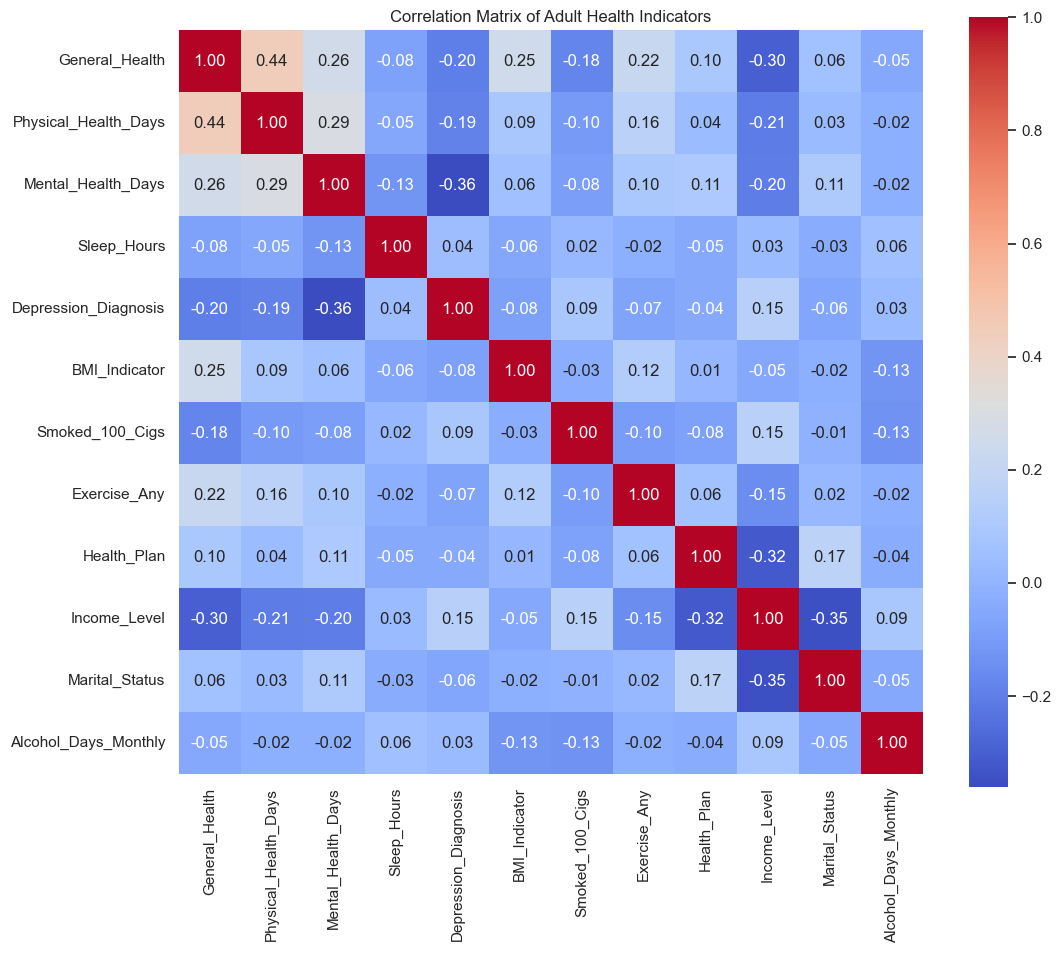 Correlation Matrix of Adult Health Indicators
General_Health 1.00 0.44 0.26 -0.08 -0.20 0.25 -0.18 0.22 0.10 -0.30 0.06 -0.05
Physical_Health_Days 0.44 1.00 0.29 -0.05 -0.19 0.09 -0.10 0.16 0.04 -0.21 0.03 -0.02
Mental_Health_Days 0.26 0.29 1.00 -0.13 -0.36 0.06 -0.08 0.10 0.11 -0.20 0.11 -0.02
Sleep_Hours -0.08 -0.05 -0.13 1.00 0.04 -0.06 0.02 -0.02 -0.05 0.03 -0.03 0.06
Depression_Diagnosis -0.20 -0.19 -0.36 0.04 1.00 -0.08 0.09 -0.07 -0.04 0.15 -0.06 0.03
BMI_Indicator 0.25 0.09 0.06 -0.06 -0.08 1.00 -0.03 0.12 0.01 -0.05 -0.02 -0.13
Smoked_100_Cigs -0.18 -0.10 -0.08 0.02 0.09 -0.03 1.00 -0.10 -0.08 0.15 -0.01 -0.13
Exercise_Any 0.22 0.16 0.10 -0.02 -0.07 0.12 -0.10 1.00 0.06 -0.15 0.02 -0.02
Health_Plan 0.10 0.04 0.11 -0.05 -0.04 0.01 -0.08 0.06 1.00 -0.32 0.17 -0.04
Income_Level -0.30 -0.21 -0.20 0.03 0.15 -0.05 0.15 -0.15 -0.32 1.00 -0.35 0.09
Marital_Status 0.06 0.03 0.11 -0.03 -0.06 -0.02 -0.01 0.02 0.17 -0.35 1.00 -0.05
Alcohol_Days_Monthly -0.05 -0.02 -0.02 0.06 0.03 -0.13 -0.13 -0.02 -0.04 0.09 -0.05 1.00
General_Health
Physical_Health_Days
Mental_Health_Days
Sleep_Hours
Depression_Diagnosis
BMI_Indicator
Smoked_100_Cigs
Exercise_Any
Health_Plan
Income_Level
Marital_Status
Alcohol_Days_Monthly
1.0
0.8
0.6
0.4
0.2
0.0
−0.2